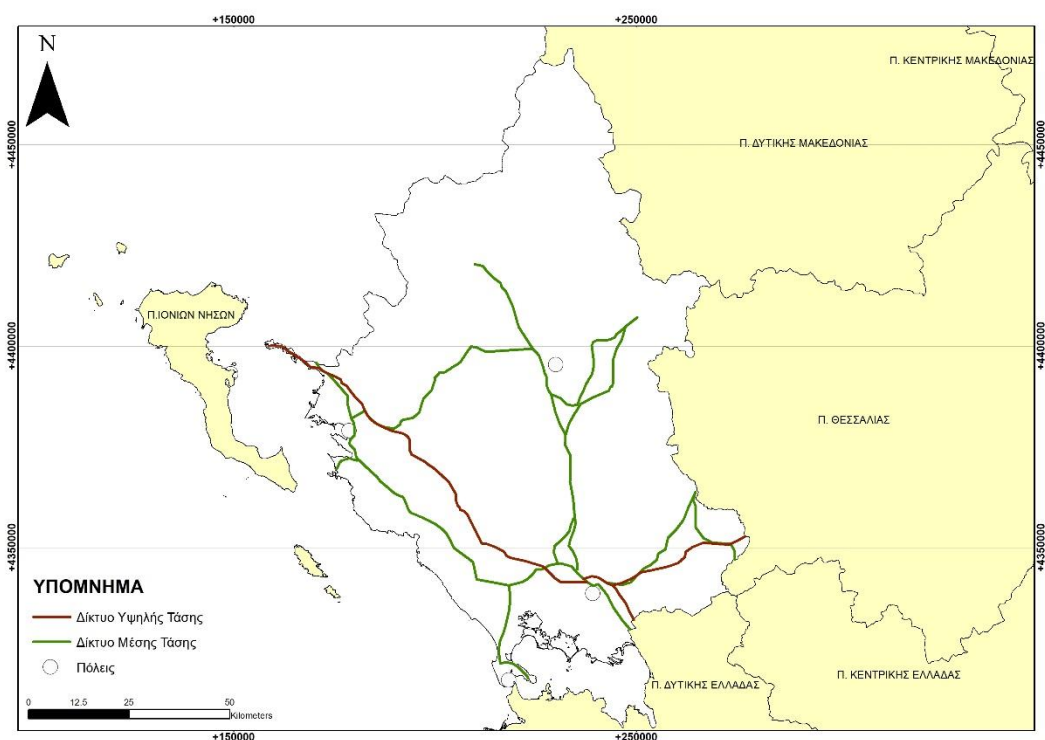 +150000
+250000
N
Π. ΚΕΝΤΡΙΚΗΣ ΜΑΚΕΔΟΝΙΑΣ
+4450000
Π. ΔΥΤΙΚΗΣ ΜΑΚΕΔΟΝΙΑΣ
+4450000
Π.ΙΟΝΙΩΝ ΝΗΣΩΝ
+4400000
+4400000
Π. ΘΕΣΣΑΛΙΑΣ
+4350000
+4350000
ΥΠΟΜΝΗΜΑ
Δίκτυο Υψηλής Τάσης
Δίκτυο Μέσης Τάσης
Πόλεις
Π. ΔΥΤΙΚΗΣ ΕΛΛΑΔΑΣ
Π. ΚΕΝΤΡΙΚΗΣ ΕΛΛΑΔΑΣ
0 12.5 25 50
Kilometers
+150000
+250000